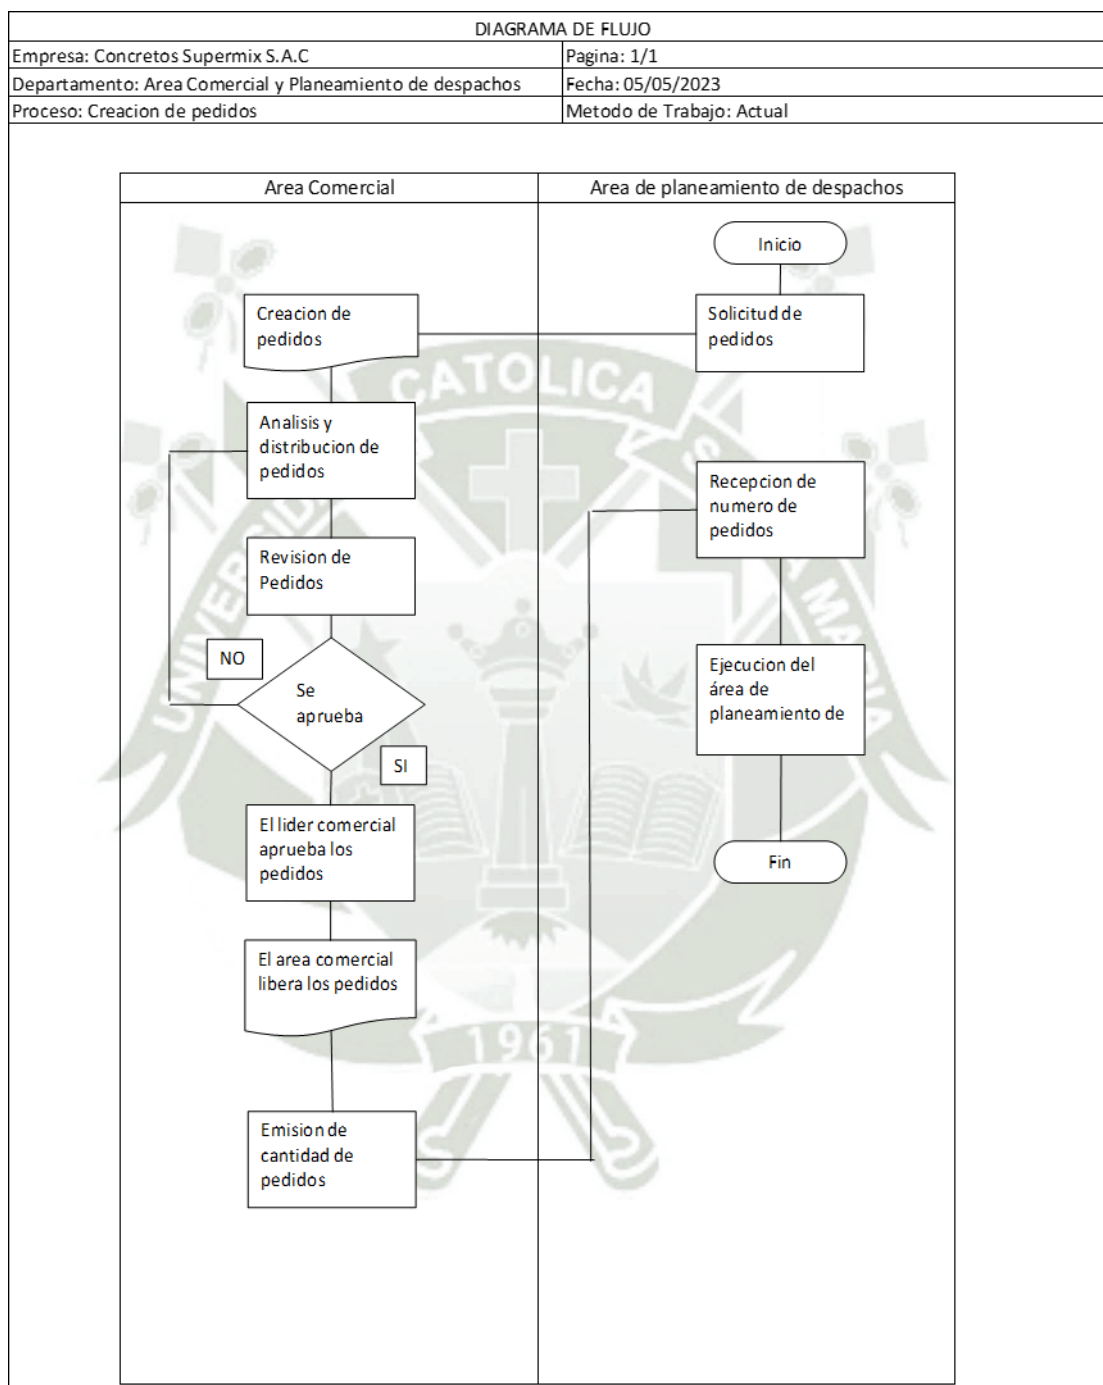 DIAGRAMA DE FLUJO
Empresa: Concretos Supermix S.A.C
Pagina: 1/1
Departamento: Area Comercial y Planeamiento de despachos
Fecha: 05/05/2023
Proceso: Creacion de pedidos
Metodo de Trabajo: Actual
Area Comercial
Area de planeamiento de despachos
Inicio
Solicitud de
pedidos
Creacion de
pedidos
Analisis y
distribucion de
pedidos
Revision de
Pedidos
NO
Se
aprueba
SI
El lider comercial
aprueba los
pedidos
El area comercial
libera los pedidos
Emision de
cantidad de
pedidos
Recepcion de
numero de
pedidos
Ejecucion del
área de
planeamiento de
Fin
CATOLICA
1961